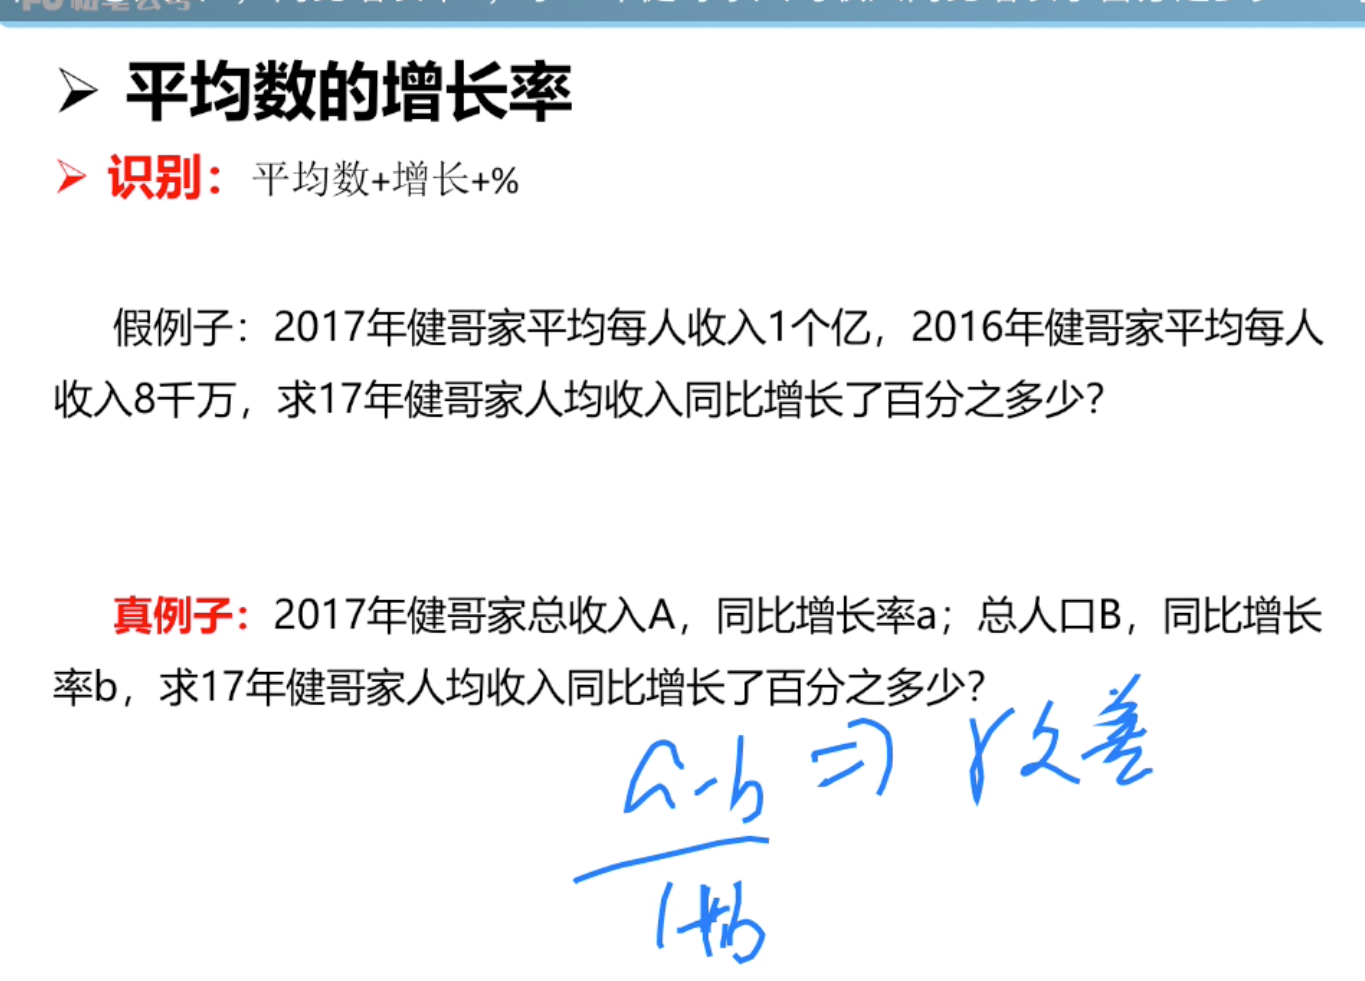 ➢ 平均数的增长率
➢ 识别：平均数+增长+%
假例子：2017年健哥家平均每人收入1个亿，2016年健哥家平均每人
收入8千万，求17年健哥家人均收入同比增长了百分之多少？
真例子：2017年健哥家总收入A，同比增长率a；总人口B，同比增长
率b，求17年健哥家人均收入同比增长了百分之多少？
a-b ⇒ 改善
1+b